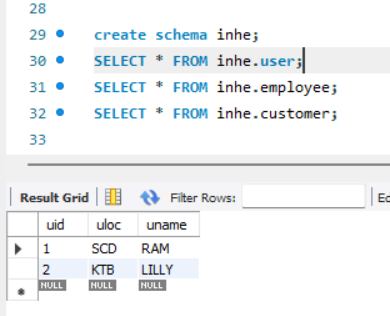 28
29 create schema inhe;
30 SELECT * FROM inhe.user;
31 SELECT * FROM inhe.employee;
32 SELECT * FROM inhe.customer;
33
Result Grid Filter Rows: Ec
uid uloc uname
1 SCD RAM
2 KTB LILLY
NULL NULL NULL